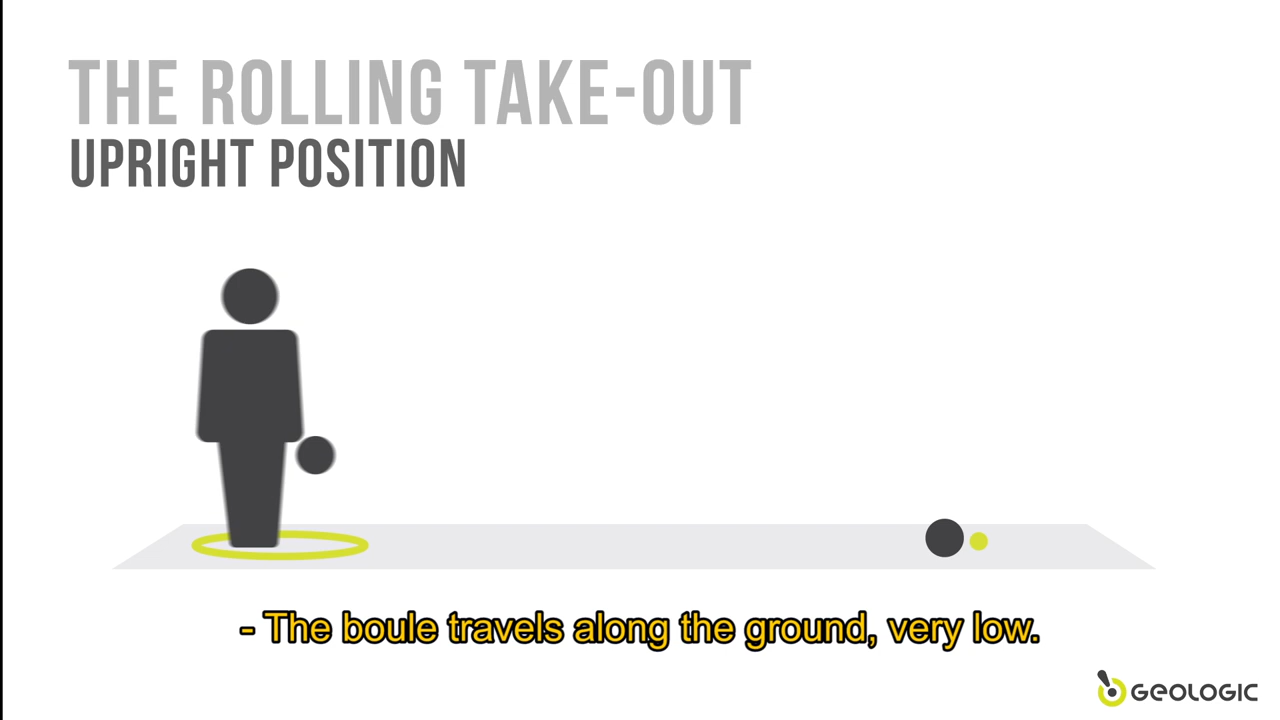 THE ROLLING TAKE-OUT
UPRIGHT POSITION
- The boule travels along the ground, very low.
GEOLOGIC